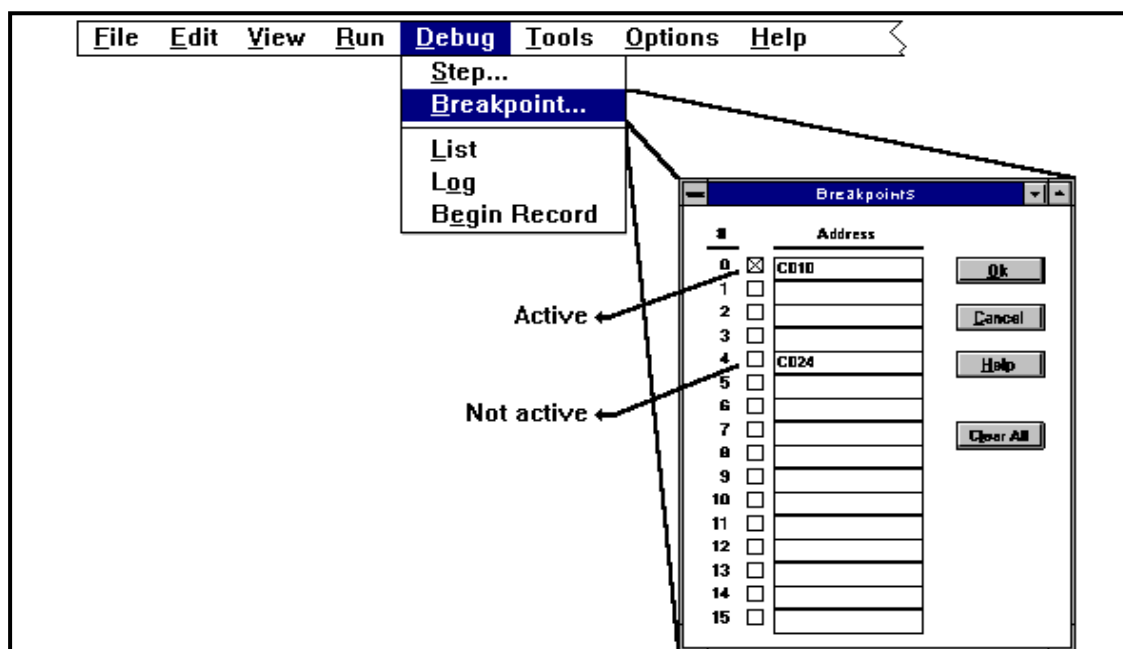 File Edit View Run Debug Tools Options Help
Step...
Breakpoint...
List
Log
Begin Record
Breakpoints
# Address
0 C010 Ok
1
2 Cancel
3
4 C024 Help
5
6
7 Clear All
8
9
10
11
12
13
14
15
Active
Not active